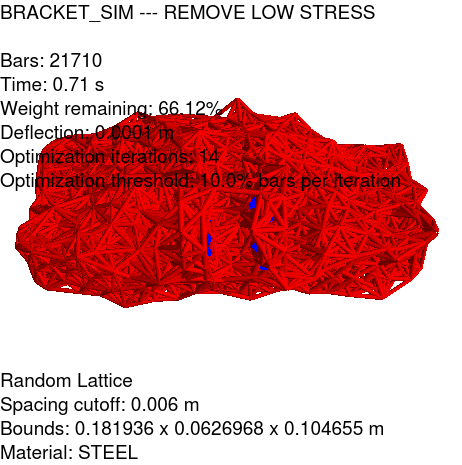 BRACKET_SIM --- REMOVE LOW STRESS
Bars: 21710
Time: 0.71 s
Weight remaining: 66.12%
Deflection: 0.0001 m
Optimization iterations: 14
Optimization threshold: 10.0% bars per iteration
Random Lattice
Spacing cutoff: 0.006 m
Bounds: 0.181936 x 0.0626968 x 0.104655 m
Material: STEEL